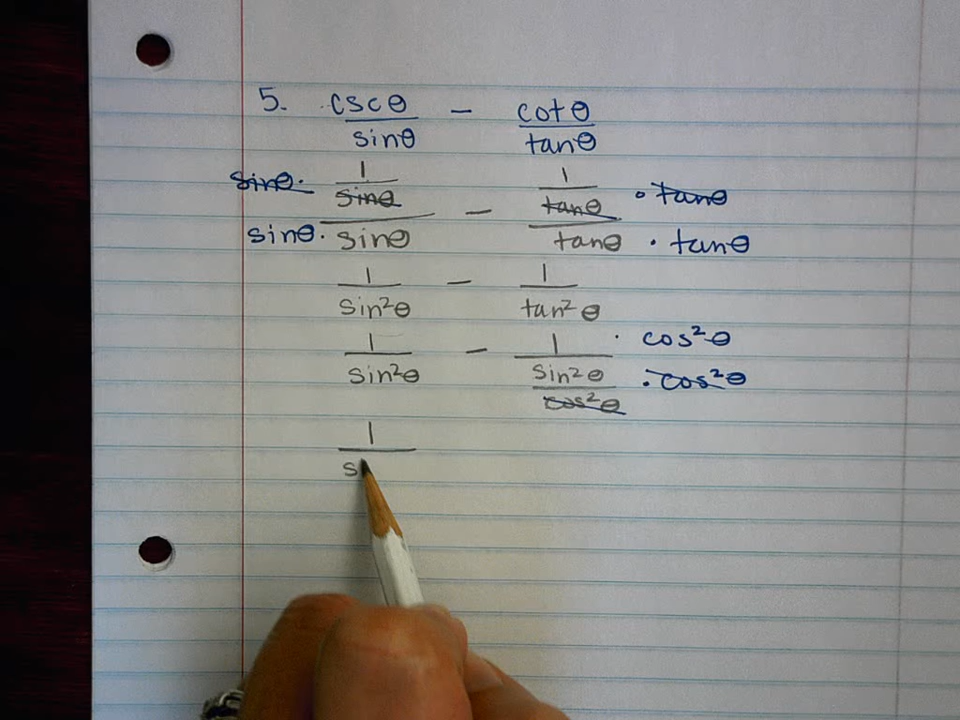 5. cscθ/sinθ − cotθ/tanθ
sinθ· 1/sinθ − 1/tanθ · tanθ
sinθ· sinθ tanθ · tanθ
1/sin²θ − 1/tan²θ
1/sin²θ − 1/(sin²θ/cos²θ) · cos²θ
· cos²θ
1
s